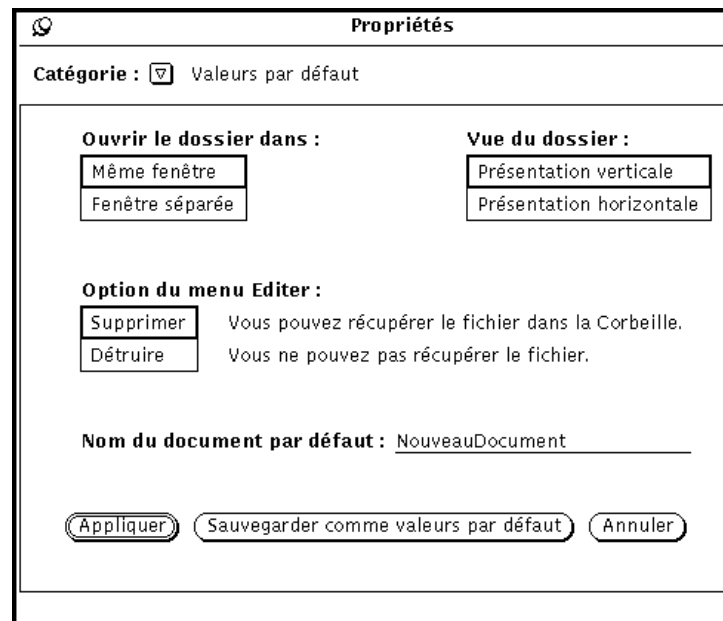 Propriétés
Catégorie : Valeurs par défaut
Ouvrir le dossier dans : Vue du dossier :
Même fenêtre Présentation verticale
Fenêtre séparée Présentation horizontale
Option du menu Editer :
Supprimer Vous pouvez récupérer le fichier dans la Corbeille.
Détruire Vous ne pouvez pas récupérer le fichier.
Nom du document par défaut : NouveauDocument
Appliquer Sauvegarder comme valeurs par défaut Annuler